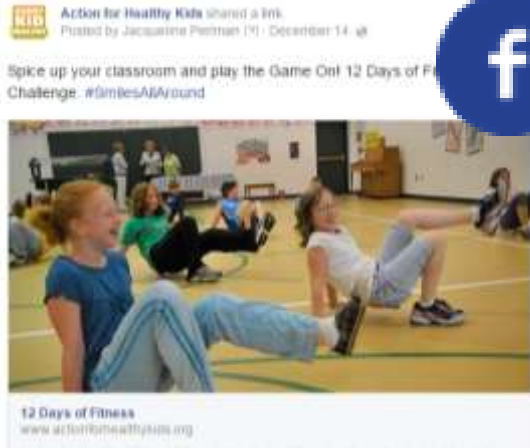 KID
Action for Healthy Kids shared a link.
Posted by Jacqueline Perlman · December 14
Spice up your classroom and play the Game On! 12 Days of
Challenge. #SmilesAllAround
12 Days of Fitness
www.actionforhealthykids.org